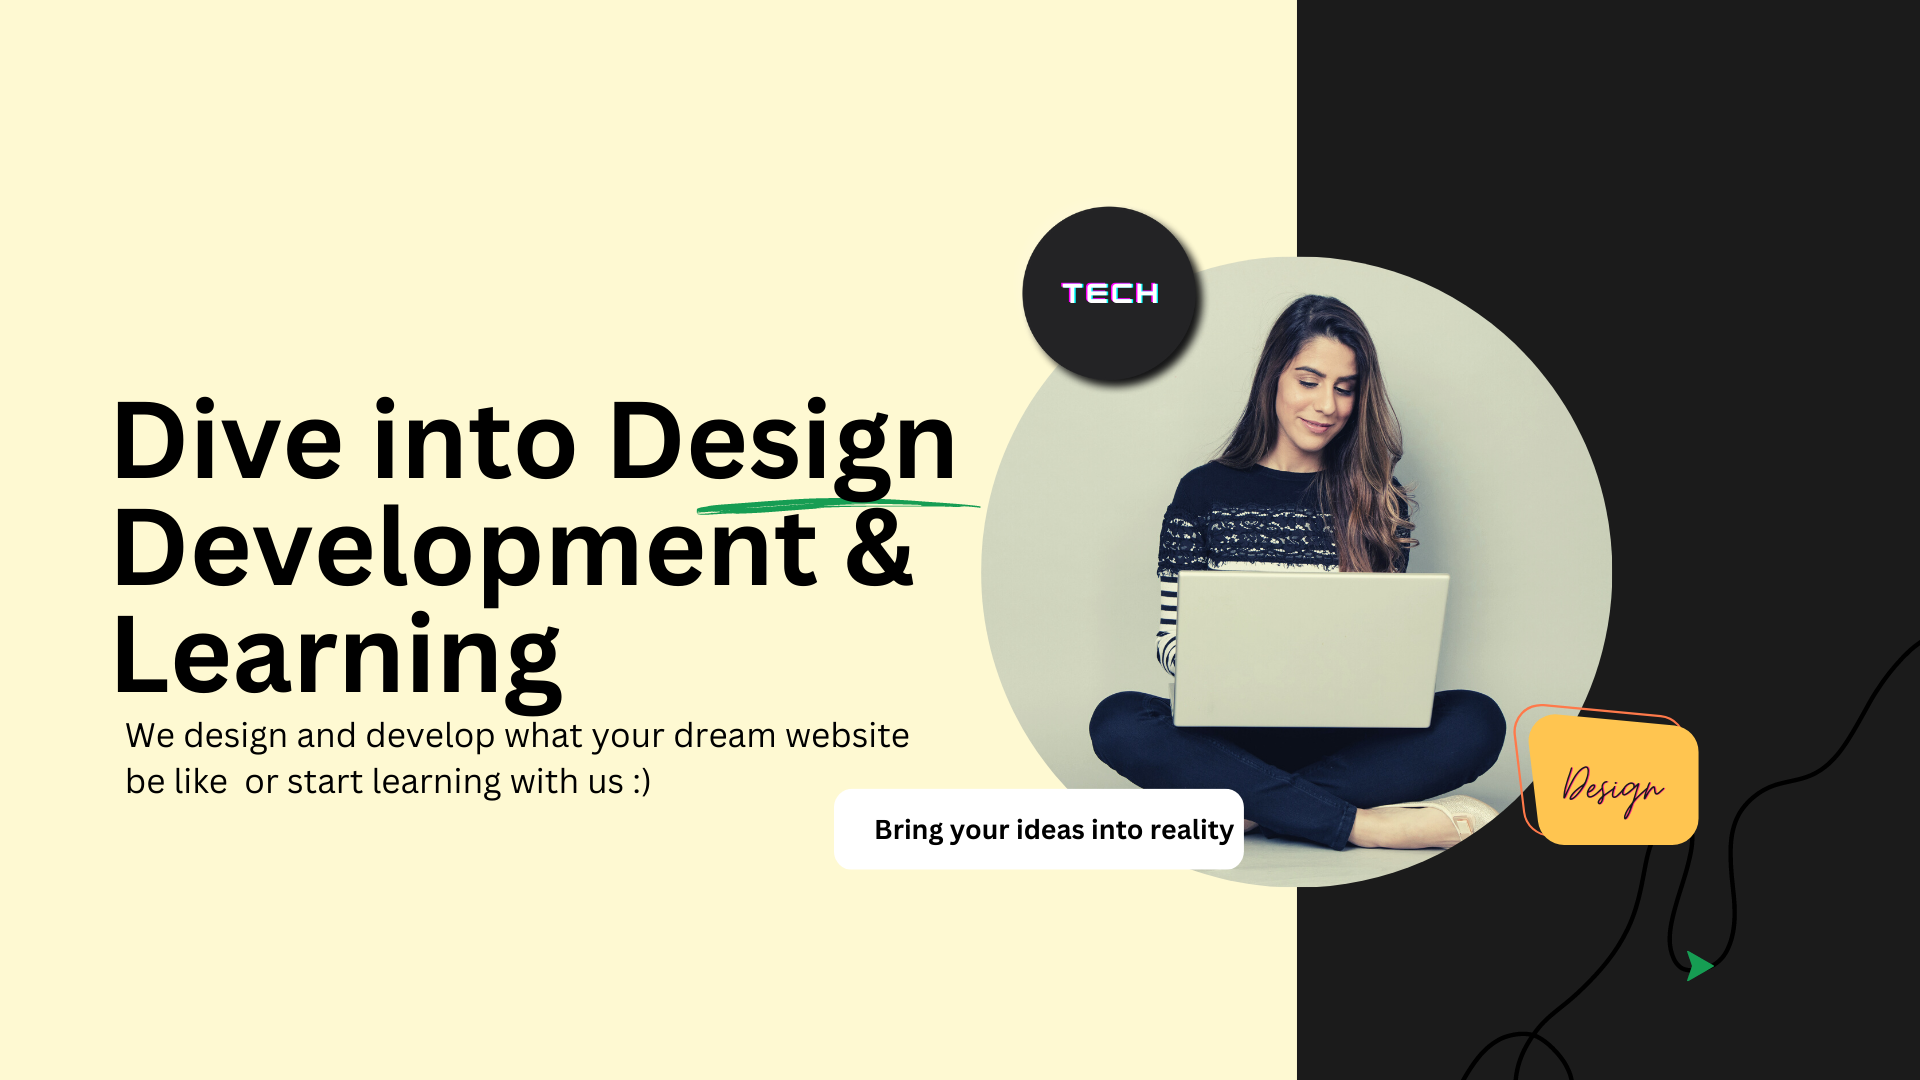 TECH
Dive into Design
Development &
Learning
We design and develop what your dream website
be like  or start learning with us :)
Design
Bring your ideas into reality